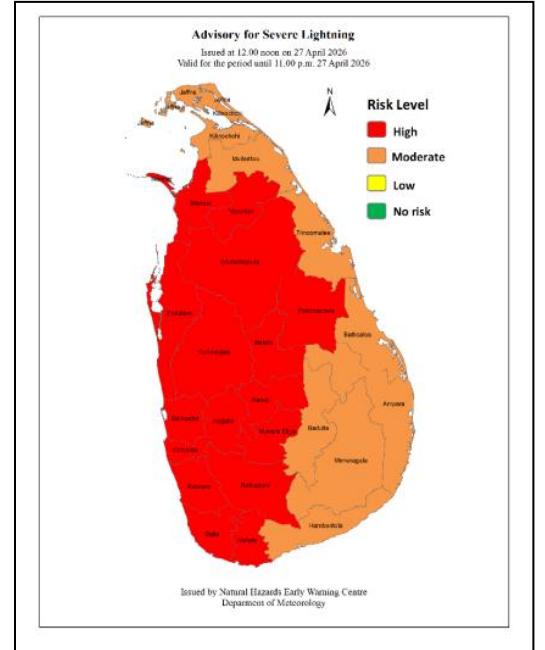 Advisory for Severe Lightning
Issued at 12.00 noon on 27 April 2026
Valid for the period until 11.00 p.m. 27 April 2026
N
Risk Level
High
Moderate
Low
No risk
Jaffna
Jaffna
Kilinochchi
Kilinochchi
Mullaitivu
Mannar
Vavuniya
Trincomalee
Anuradhapura
Polonnaruwa
Puttalam
Batticaloa
Kurunegala
Matale
Ampara
Kandy
Gampaha
Kegalle
Badulla
Nuwara Eliya
Colombo
Monaragala
Kalutara
Ratnapura
Hambantota
Galle
Matara
Issued by Natural Hazards Early Warning Centre
Deparment of Meteorology